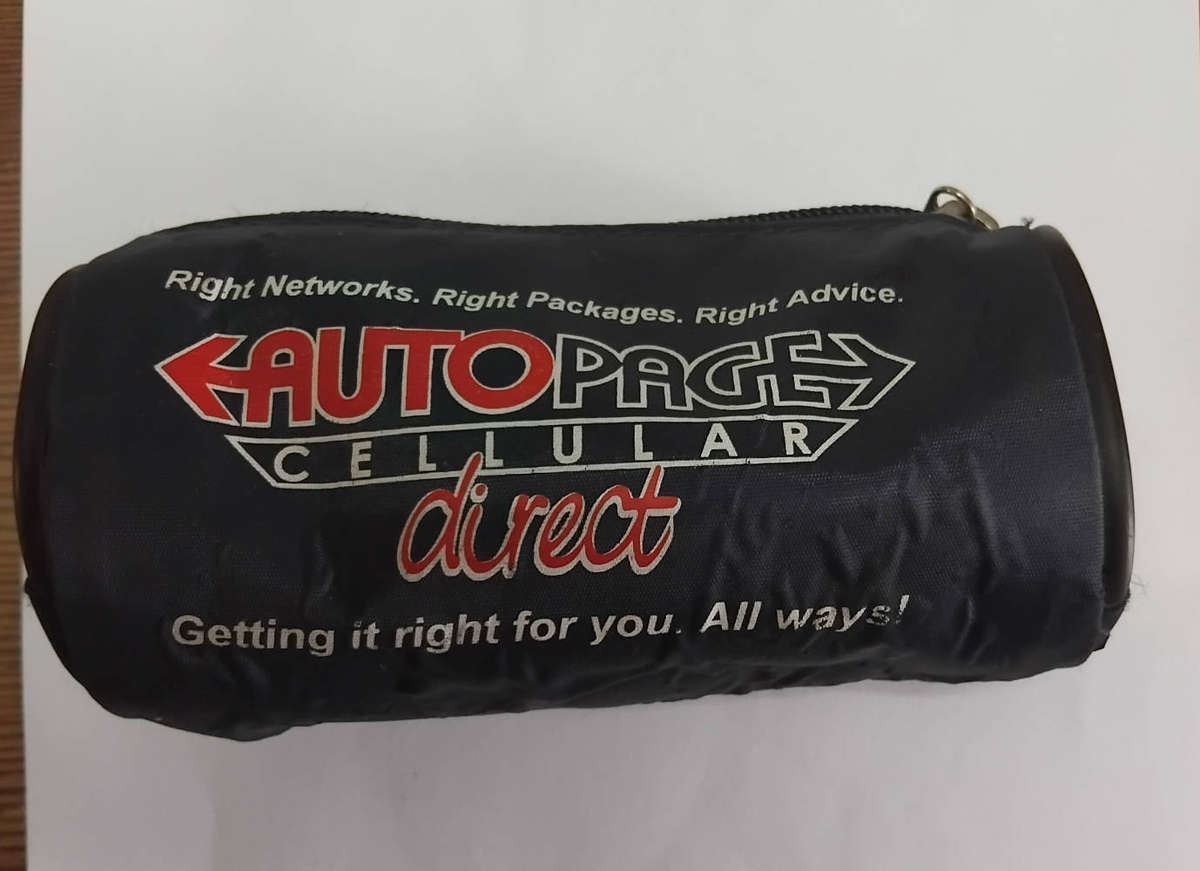 Right Networks. Right Packages. Right Advice.
AUTOPAGE
CELLULAR
direct
Getting it right for you. All ways!